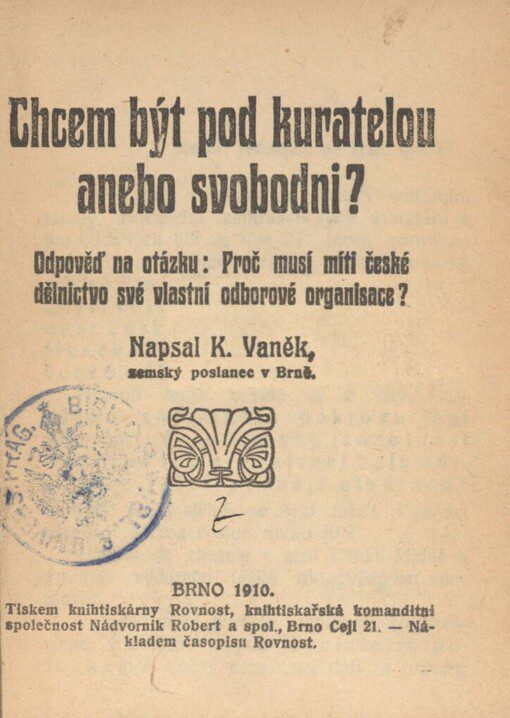 Chcem být pod kuratelou
anebo svobodni?
Odpověď na otázku: Proč musí míti české
dělnictvo své vlastní odborové organisace?
Napsal K. Vaněk,
zemský poslanec v Brně.
BRNO 1910.
Tiskem knihtiskárny Rovnost, knihtiskařská komanditní
společnost Nádvorník Robert a spol., Brno Cejl 21. — Ná-
kladem časopisu Rovnost.